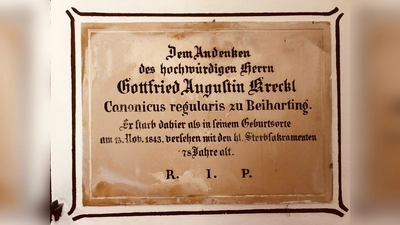 Dem Andenken
des hochwürdigen Herrn
Gottfried Augustin Kreckl
Canonicus regularis zu Beiharting.
Er starb dahier als in seinem Geburtsorte
am 13. Nov. 1843, versehen mit den hl. Sterbsakramenten
78 Jahre alt.
R. I. P.